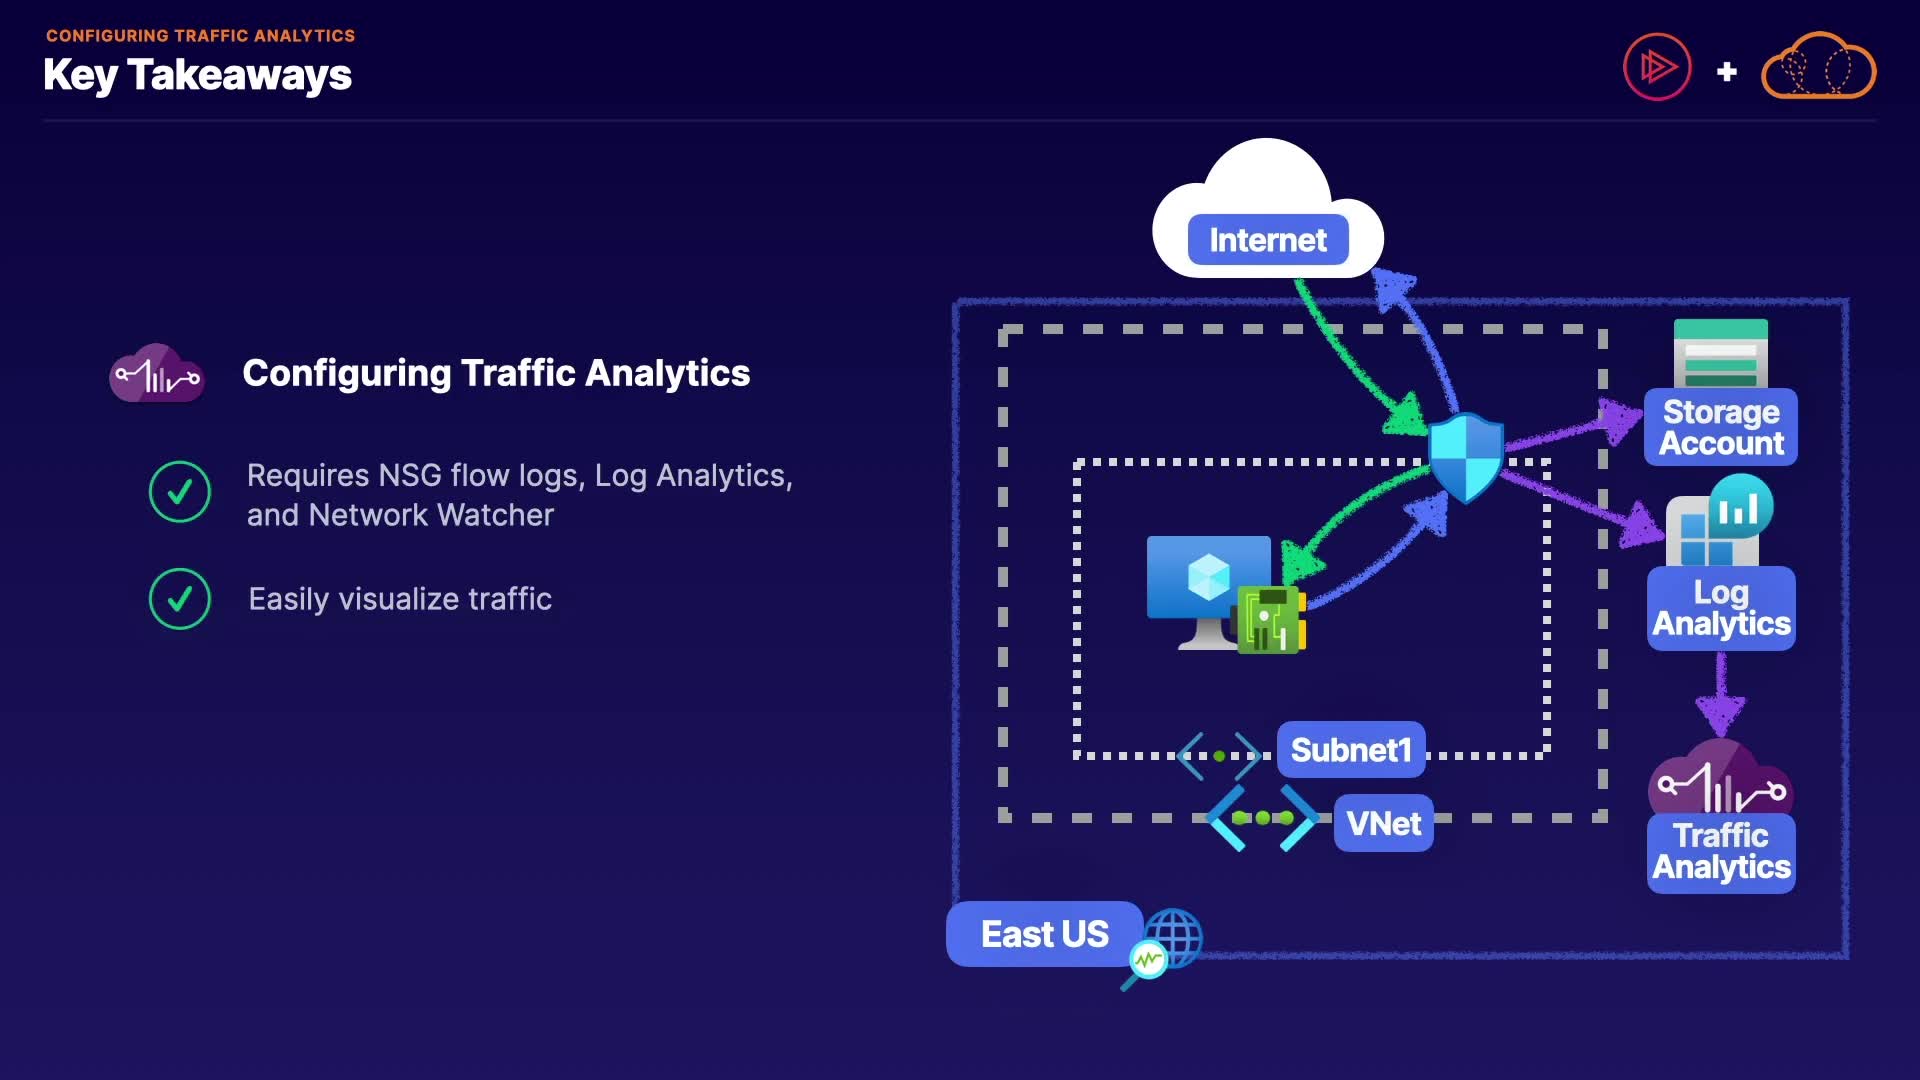 CONFIGURING TRAFFIC ANALYTICS
Key Takeaways
Configuring Traffic Analytics
Requires NSG flow logs, Log Analytics,
and Network Watcher
Easily visualize traffic
Internet
Storage
Account
Log
Analytics
Traffic
Analytics
Subnet1
VNet
East US